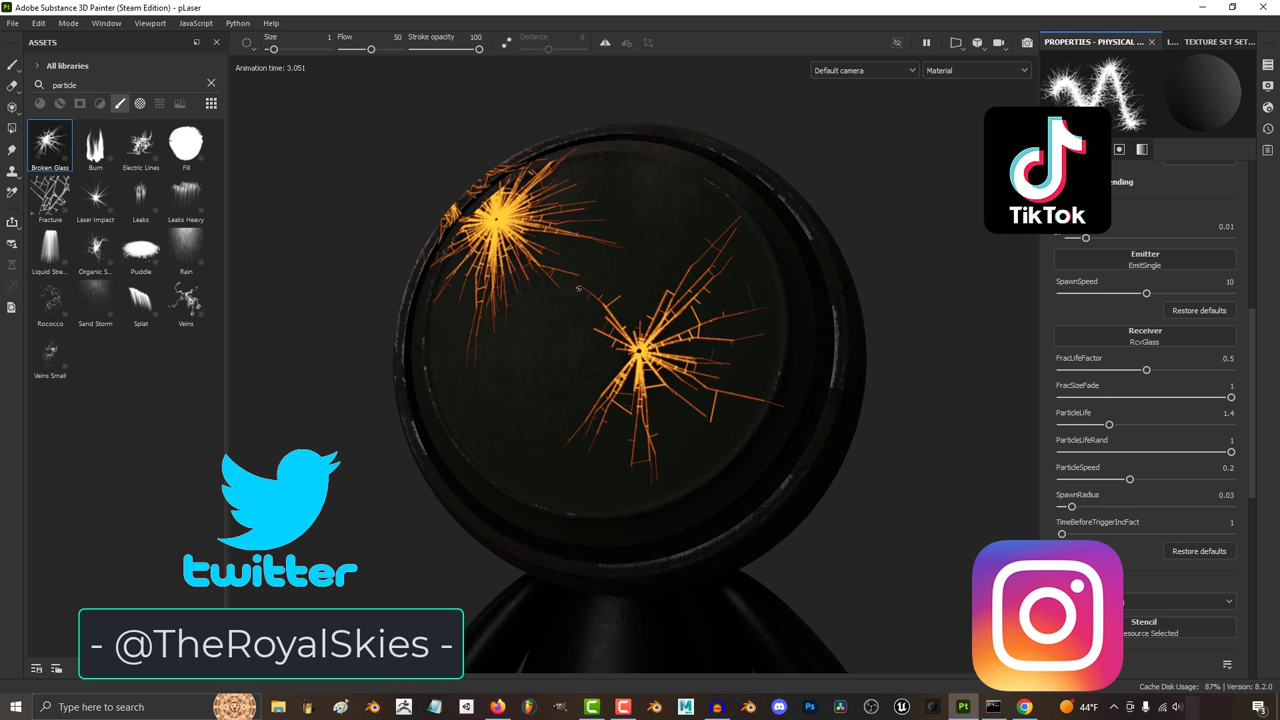 Adobe Substance 3D Painter (Steam Edition) - pLaser
File Edit Mode Viewport JavaScript Python Help
ASSETS
Size 1 Flow 50 Stroke opacity 100 Distance 8
PROPERTIES - PHYSICAL ... L... TEXTURE SET SET...
Animation time: 3.051
Default camera
Material
All libraries
particle
Broken Glass Burn Electric Lines Fill
Fracture Laser Impact Leaks Leaks Heavy
Liquid Stre... Organic S... Puddle Rain
Rococco Sand Storm Splat Veins
Veins Small
TikTok
0.01
Emitter
EmitSingle
SpawnSpeed 10
Restore defaults
Receiver
RcvGlass
FracLifeFactor 0.5
FracSizeFade 1
ParticleLife 1.4
ParticleLifeRand 1
ParticleSpeed 0.2
SpawnRadius 0.03
TimeBeforeTriggerIncFact 1
Restore defaults
Stencil
twitter
- @TheRoyalSkies -
Cache Disk Usage: 87% | Version: 8.2.0
Type here to search
44°F